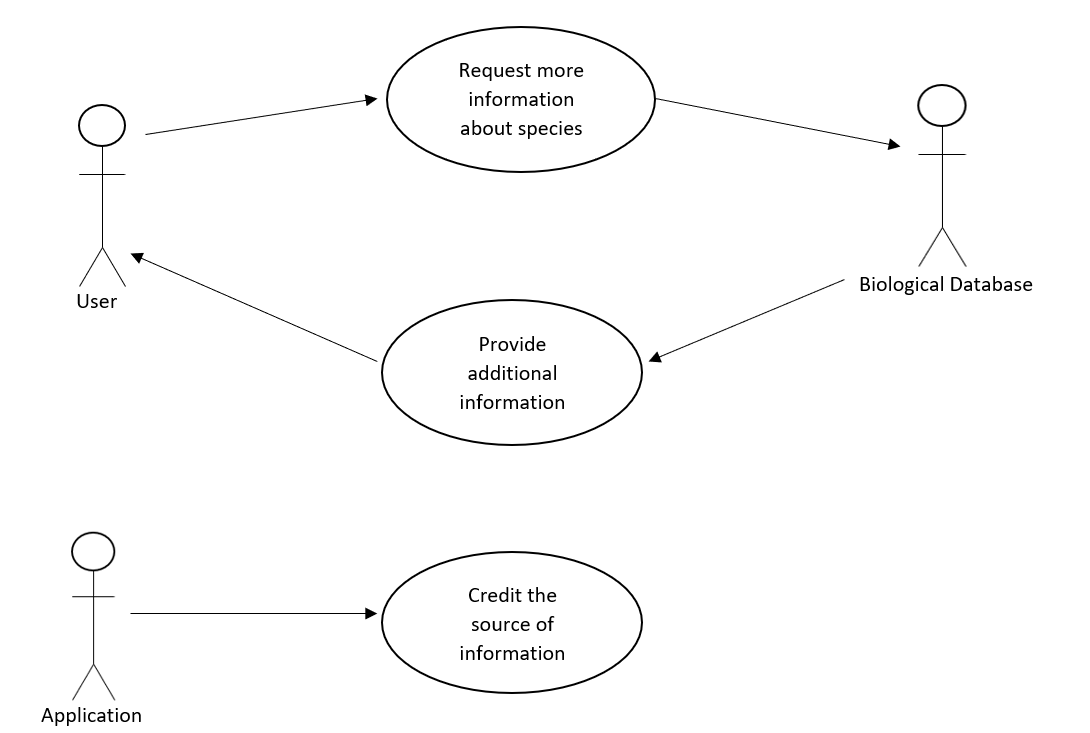 Request more
information
about species
User
Biological Database
Provide
additional
information
Credit the
source of
information
Application